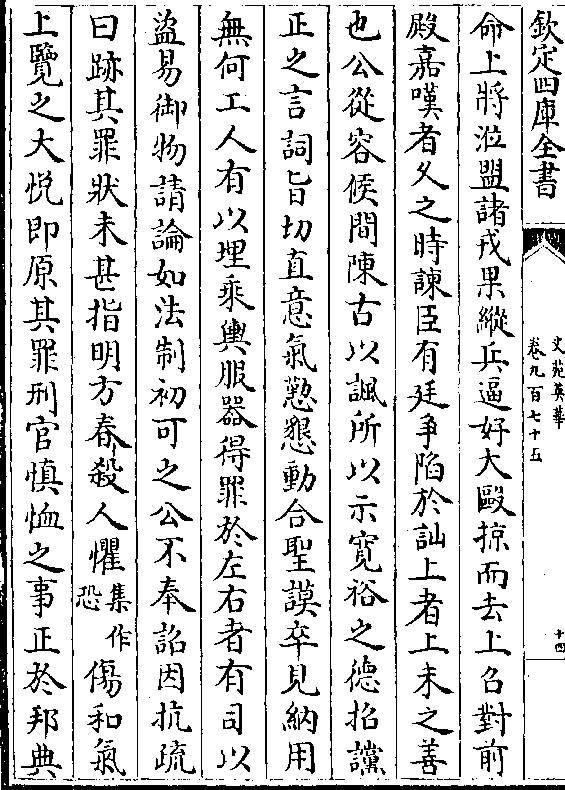 欽定四庫全書
文苑英華
卷九百七十五
十四
命上將涖盟諸戎果縱兵逼好大毆掠而去上召對前
殿嘉嘆者久之時諫臣有廷爭陷於訕上者上未之善
也公從容候間陳古以諷所以示寛裕之徳招讜
正之言詞旨切直意氣懃懇動合聖謨卒見納用
無何工人有以埋乘輿服器得罪於左右者有司以
盜易御物請論如法制初可之公不奉詔因抗疏
曰跡其罪狀未甚指明方春殺人懼集作恐傷和氣
上覽之大恱即原其罪刑官慎恤之事正於邦典